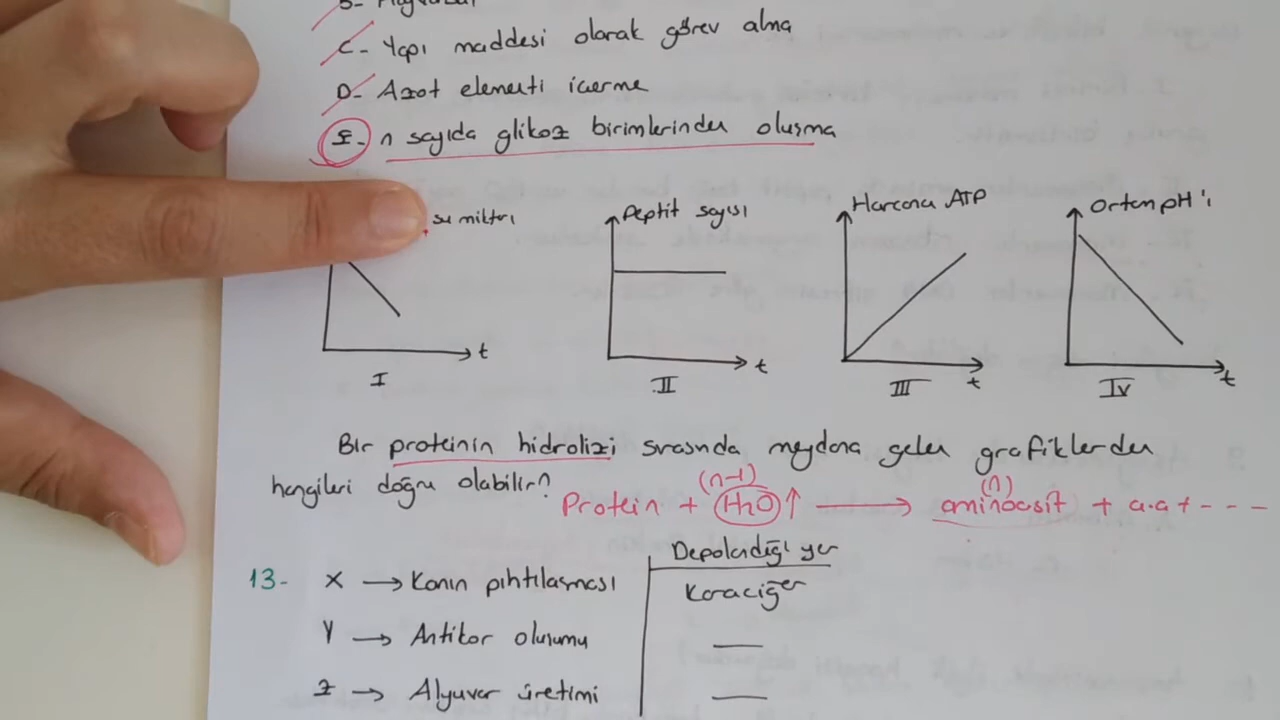 C- Yapı maddesi olarak görev alma
D- Azot elementi içerme
E- n sayıda glikoz birimlerinden oluşma
su miktarı
Peptit sayısı
Harcanan ATP
Ortam pH'ı
t
t
t
t
I
II
III
IV
Bir proteinin hidrolizi sırasında meydana gelen grafiklerden
hangileri doğru olabilir?
(n-1)
(n)
Protein + H₂O ↑ → aminoasit + a.a + - - -
Depolandığı yer
13- X → Kanın pıhtılaşması
Karaciğer
Y → Antikor oluşumu
—
Z → Alyuvar üretimi
—